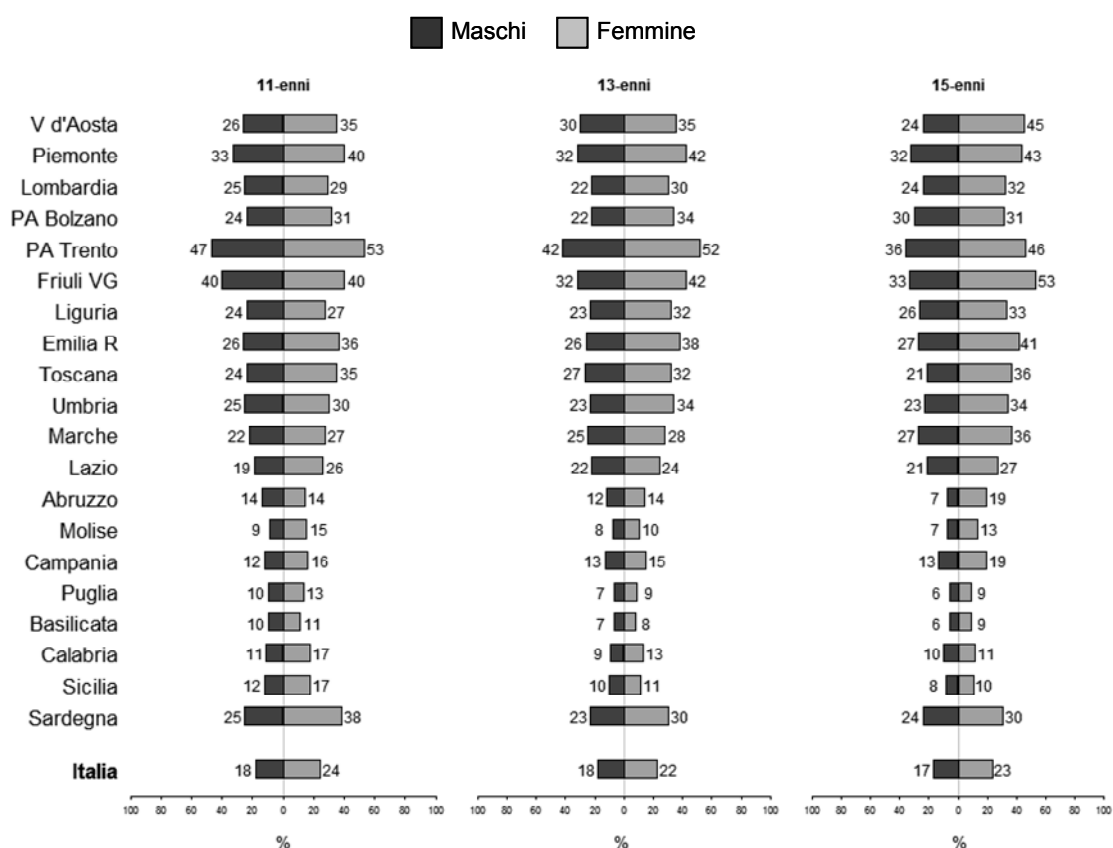 Maschi Femmine
11-enni 13-enni 15-enni
V d'Aosta 26 35 30 35 24 45
Piemonte 33 40 32 42 32 43
Lombardia 25 29 22 30 24 32
PA Bolzano 24 31 22 34 30 31
PA Trento 47 53 42 52 36 46
Friuli VG 40 40 32 42 33 53
Liguria 24 27 23 32 26 33
Emilia R 26 36 26 38 27 41
Toscana 24 35 27 32 21 36
Umbria 25 30 23 34 23 34
Marche 22 27 25 28 27 36
Lazio 19 26 22 24 21 27
Abruzzo 14 14 12 14 7 19
Molise 9 15 8 10 7 13
Campania 12 16 13 15 13 19
Puglia 10 13 7 9 6 9
Basilicata 10 11 7 8 6 9
Calabria 11 17 9 13 10 11
Sicilia 12 17 10 11 8 10
Sardegna 25 38 23 30 24 30
Italia 18 24 18 22 17 23
100 80 60 40 20 0 20 40 60 80 100 100 80 60 40 20 0 20 40 60 80 100 100 80 60 40 20 0 20 40 60 80 100
% % %